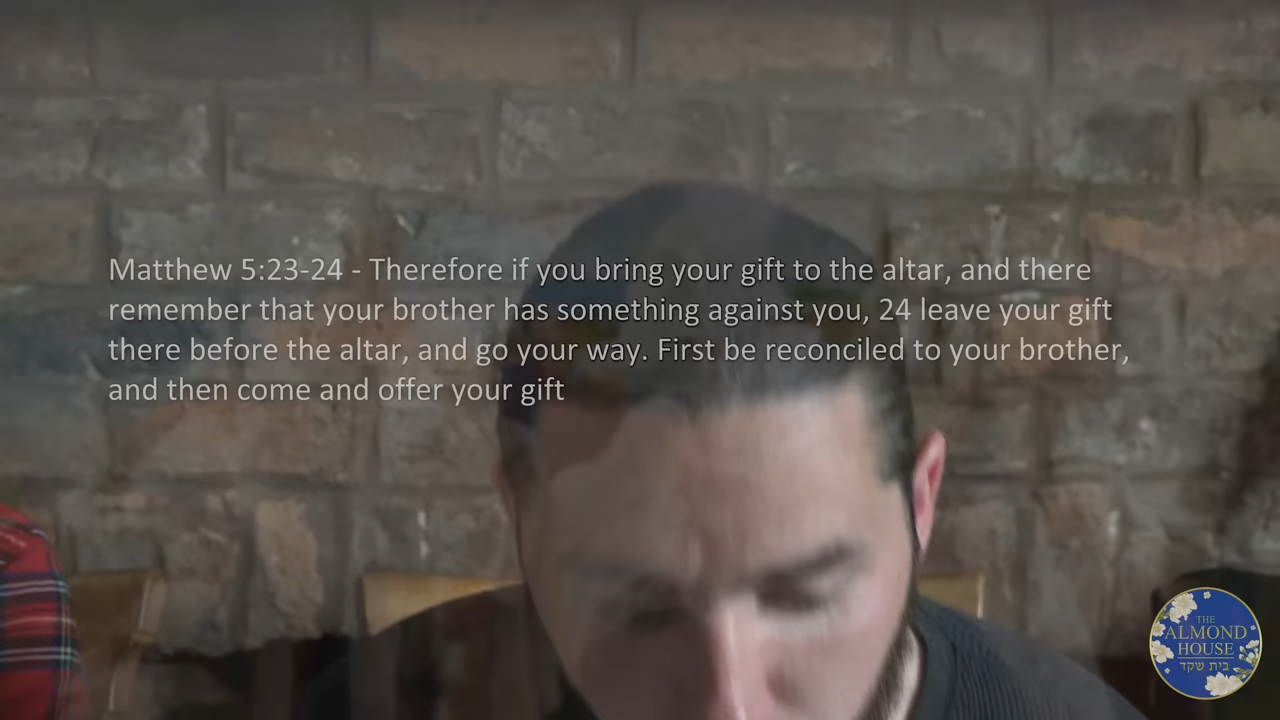 Matthew 5:23-24 - Therefore if you bring your gift to the altar, and there
remember that your brother has something against you, 24 leave your gift
there before the altar, and go your way. First be reconciled to your brother,
and then come and offer your gift
THE
ALMOND
HOUSE
בית שקד